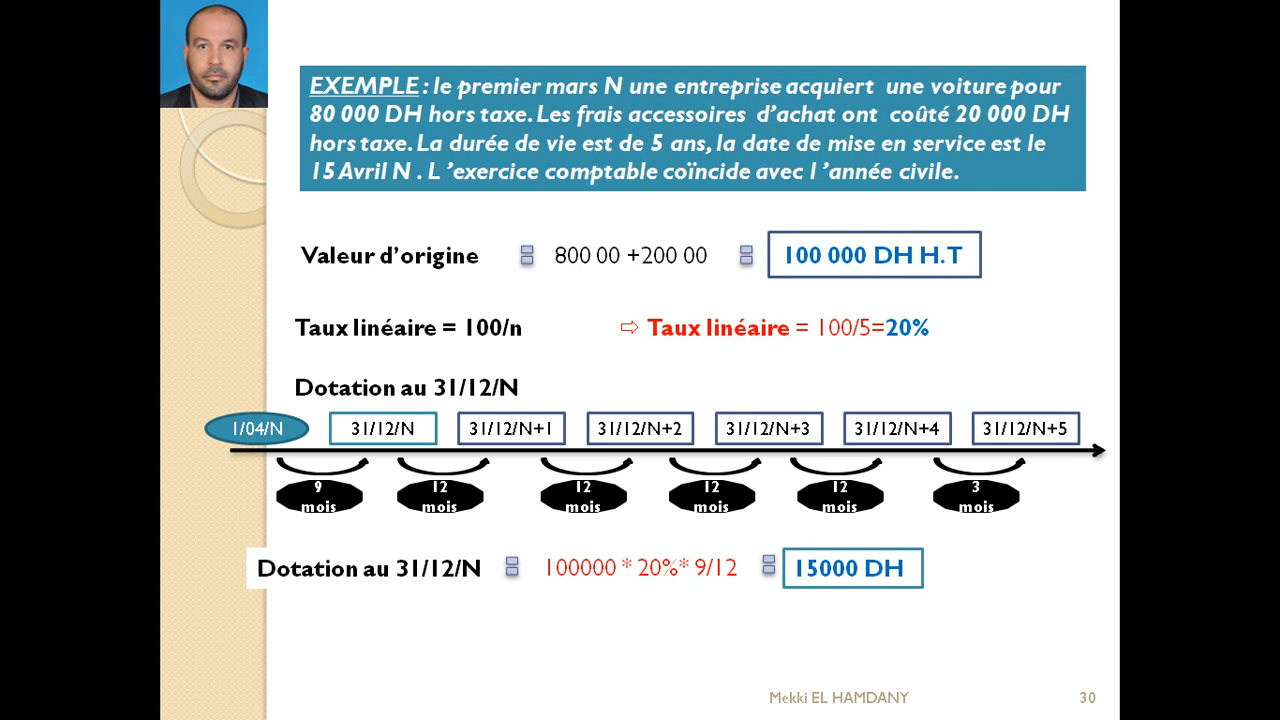 EXEMPLE : le premier mars N une entreprise acquiert une voiture pour
80 000 DH hors taxe. Les frais accessoires d’achat ont coûté 20 000 DH
hors taxe. La durée de vie est de 5 ans, la date de mise en service est le
15 Avril N . L ’exercice comptable coïncide avec l ’année civile.
Valeur d’origine = 800 00 +200 00 = 100 000 DH H.T
Taux linéaire = 100/n ⇨ Taux linéaire = 100/5=20%
Dotation au 31/12/N
1/04/N 31/12/N 31/12/N+1 31/12/N+2 31/12/N+3 31/12/N+4 31/12/N+5
9 12 12 12 12 3
mois mois mois mois mois mois
Dotation au 31/12/N = 100000 * 20%* 9/12 = 15000 DH
Mekki EL HAMDANY 30